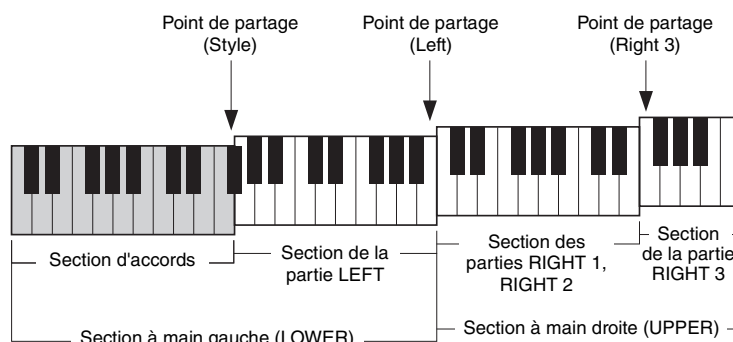 Point de partage
(Style)
Point de partage
(Left)
Point de partage
(Right 3)
Section d'accords
Section de la
partie LEFT
Section des
parties RIGHT 1,
RIGHT 2
Section
de la partie
RIGHT 3
Section à main gauche (LOWER)
Section à main droite (UPPER)